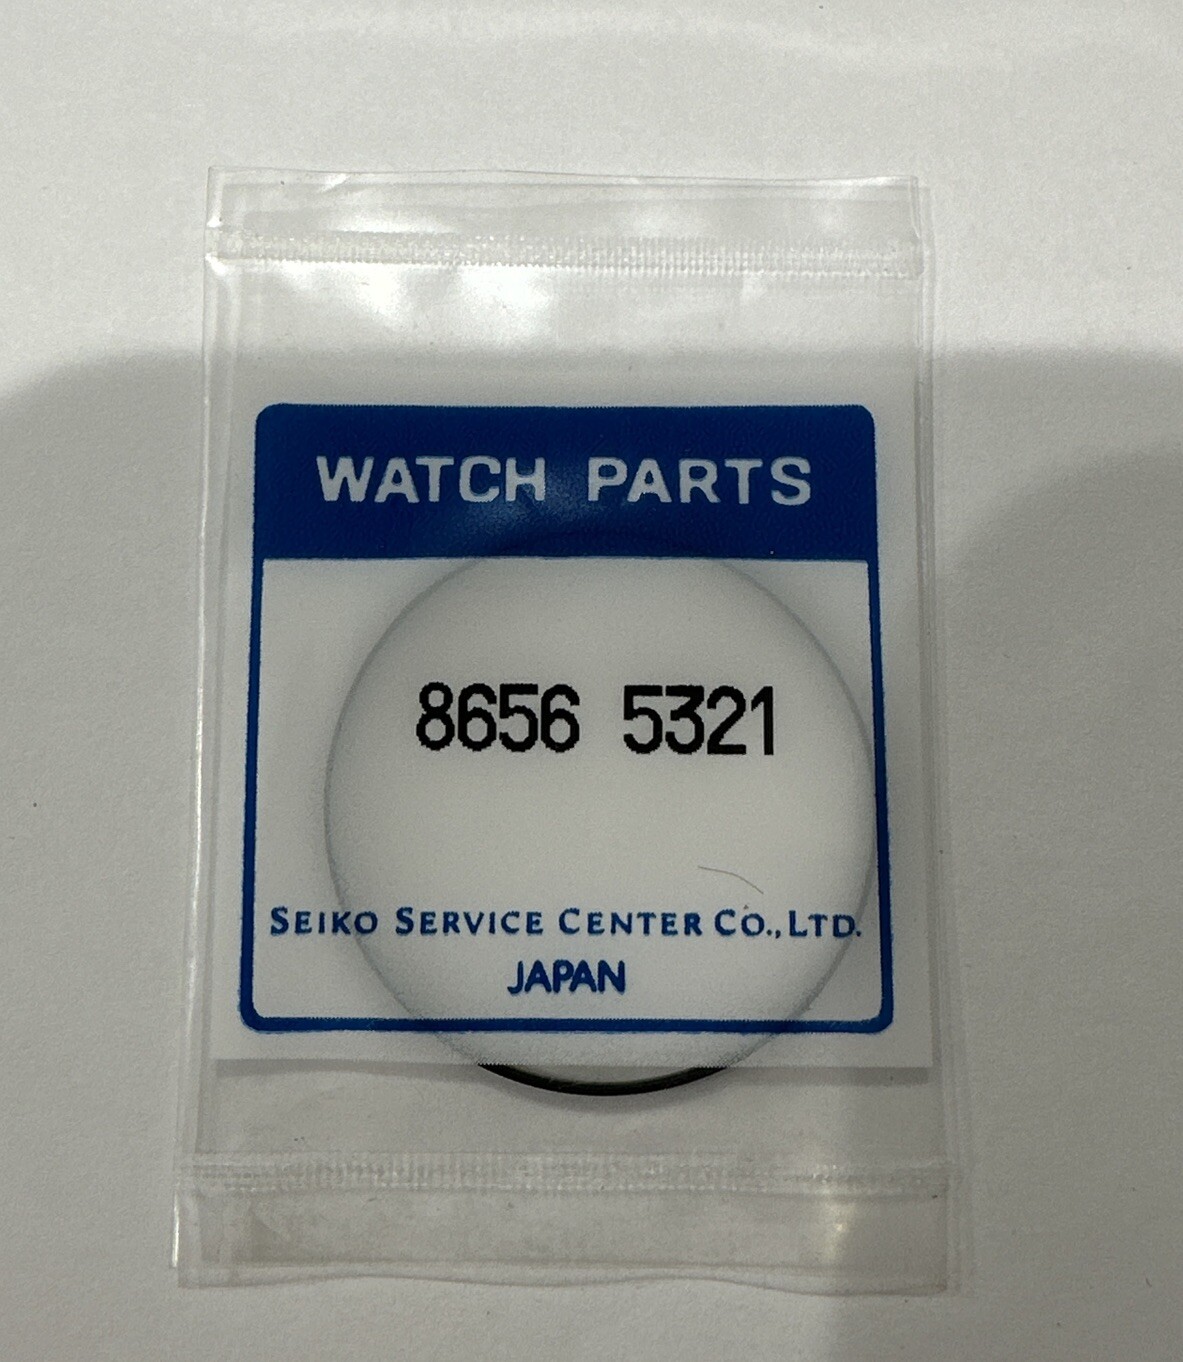 WATCH PARTS
8656 5321
SEIKO SERVICE CENTER CO., LTD.
JAPAN